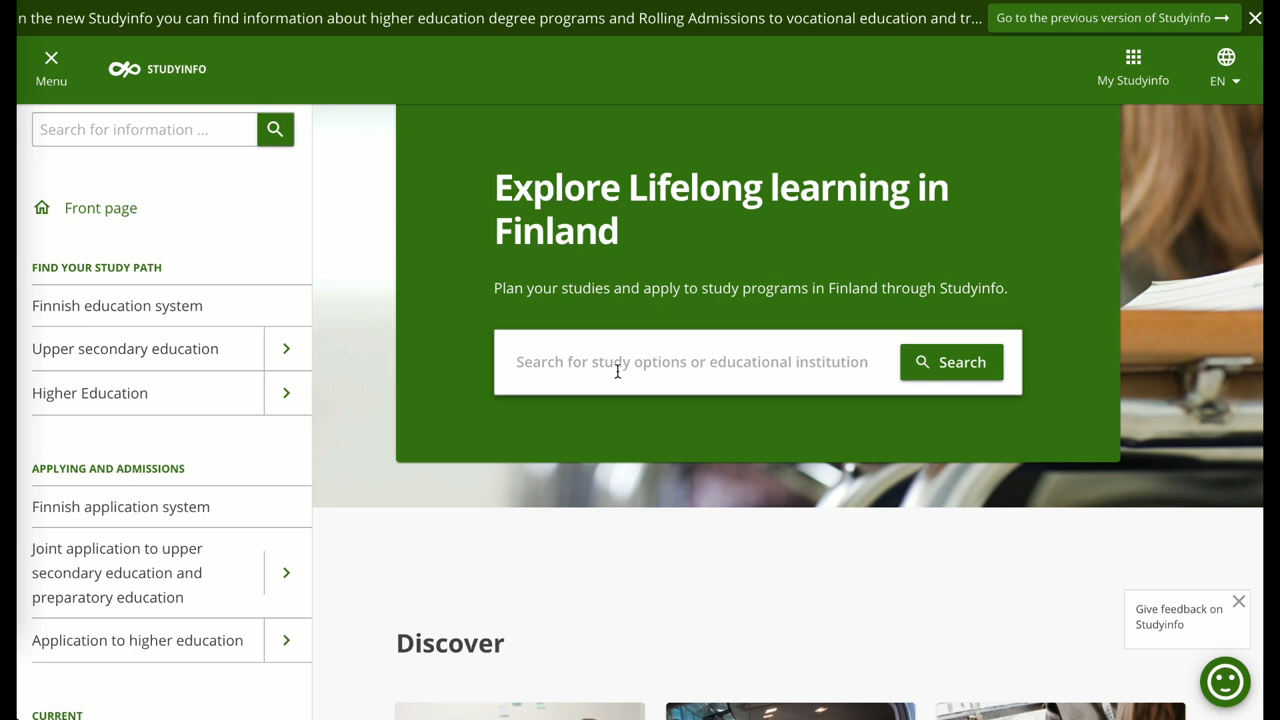 n the new Studyinfo you can find information about higher education degree programs and Rolling Admissions to vocational education and tr...
Go to the previous version of Studyinfo →
Menu
STUDYINFO
My Studyinfo
EN
Search for information ...
Front page
FIND YOUR STUDY PATH
Finnish education system
Upper secondary education
Higher Education
APPLYING AND ADMISSIONS
Finnish application system
Joint application to upper
secondary education and
preparatory education
Application to higher education
CURRENT
Explore Lifelong learning in
Finland
Plan your studies and apply to study programs in Finland through Studyinfo.
Search for study options or educational institution
Search
Discover
Give feedback on
Studyinfo